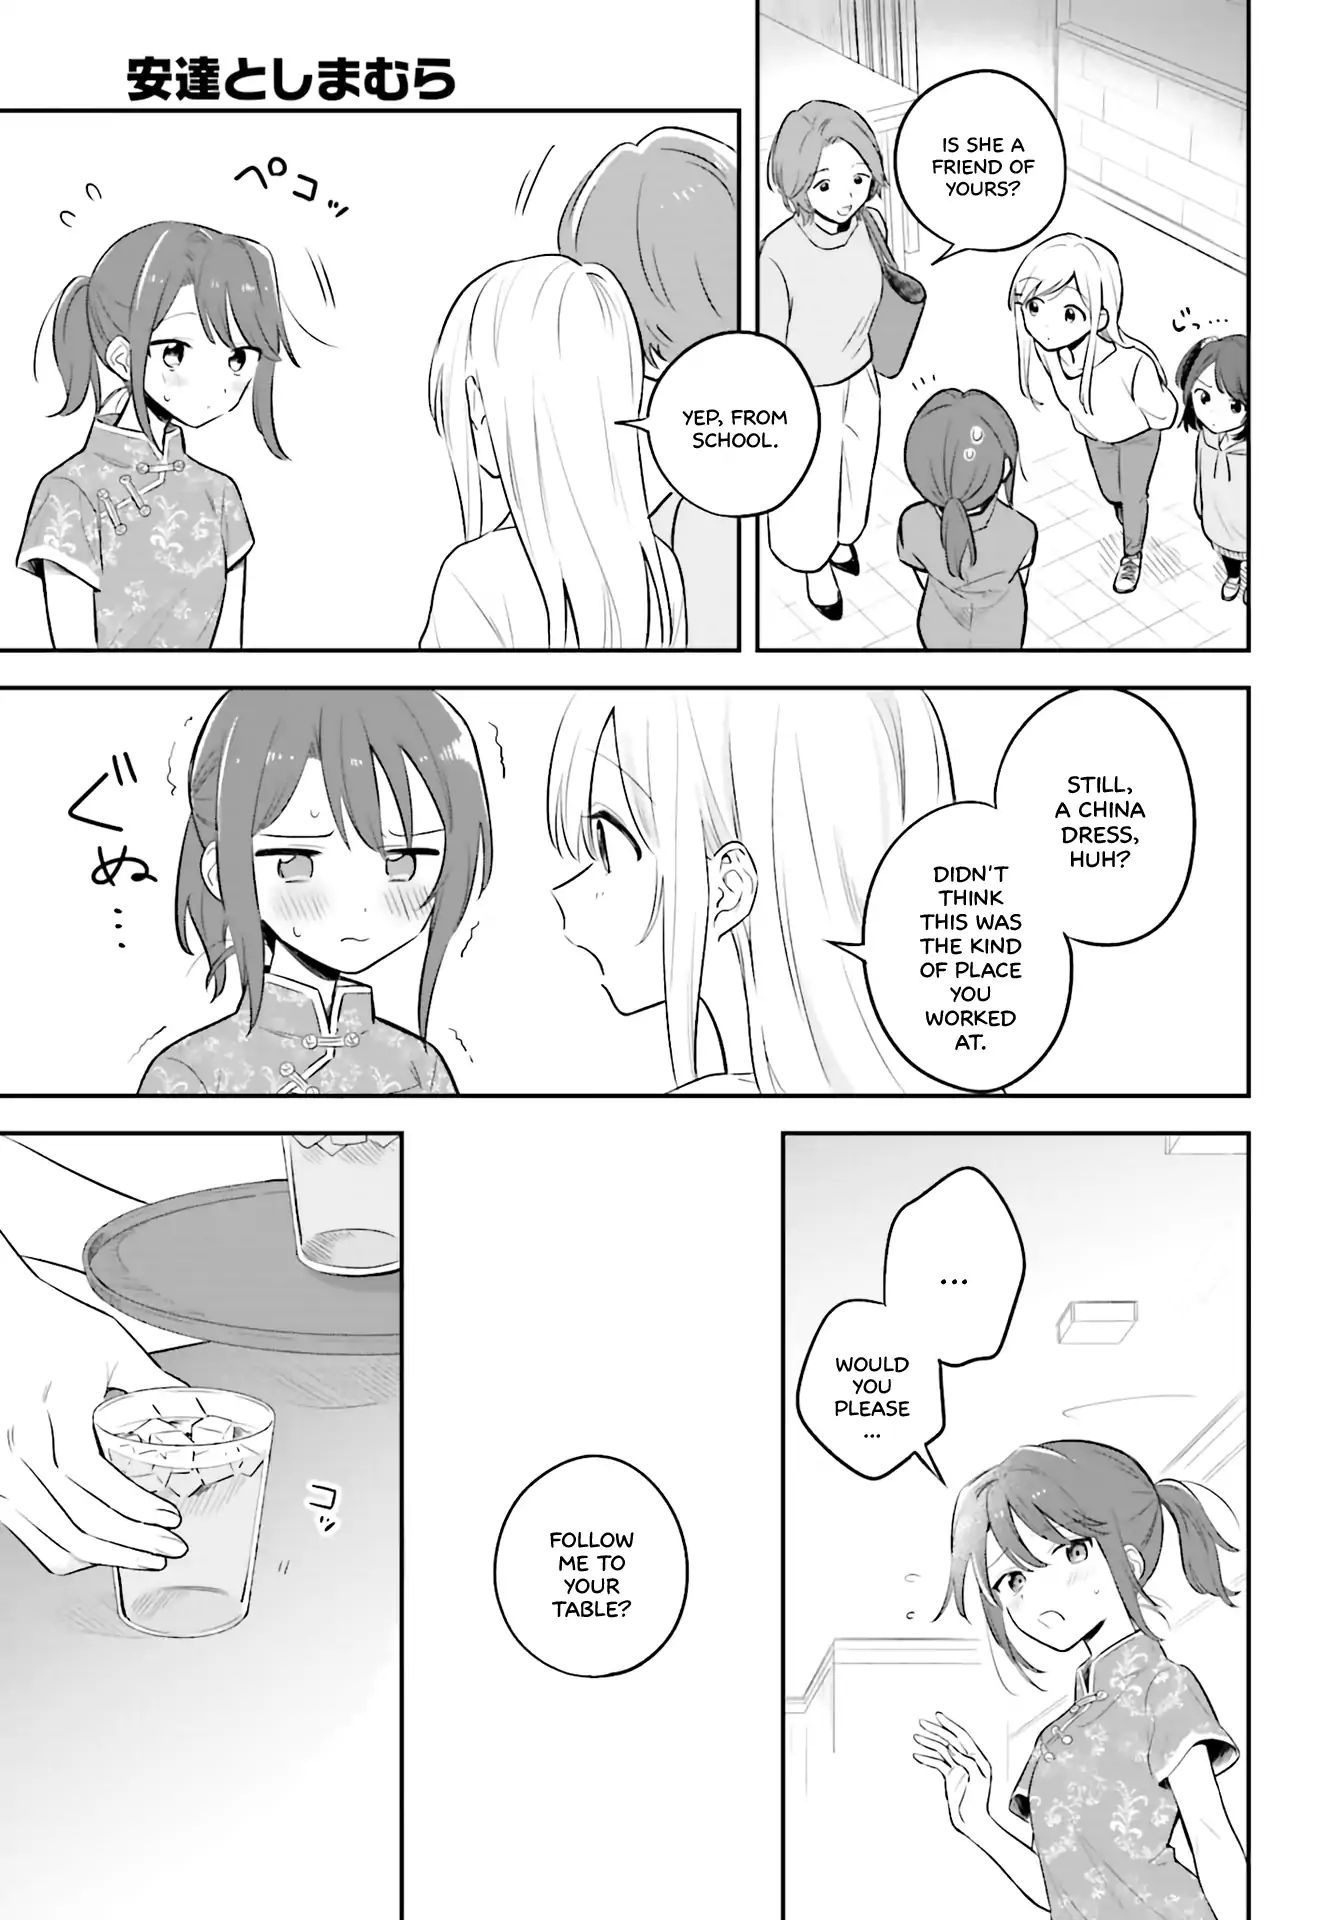 安達としまむら
IS SHE A
FRIEND OF
YOURS?
じっ…
ペコッ
YEP, FROM
SCHOOL.
STILL,
A CHINA
DRESS,
HUH?
DIDN'T
THINK
THIS WAS
THE KIND
OF PLACE
YOU
WORKED
AT.
ぐぬ…
...
WOULD
YOU
PLEASE
...
FOLLOW
ME TO
YOUR
TABLE?
コッ